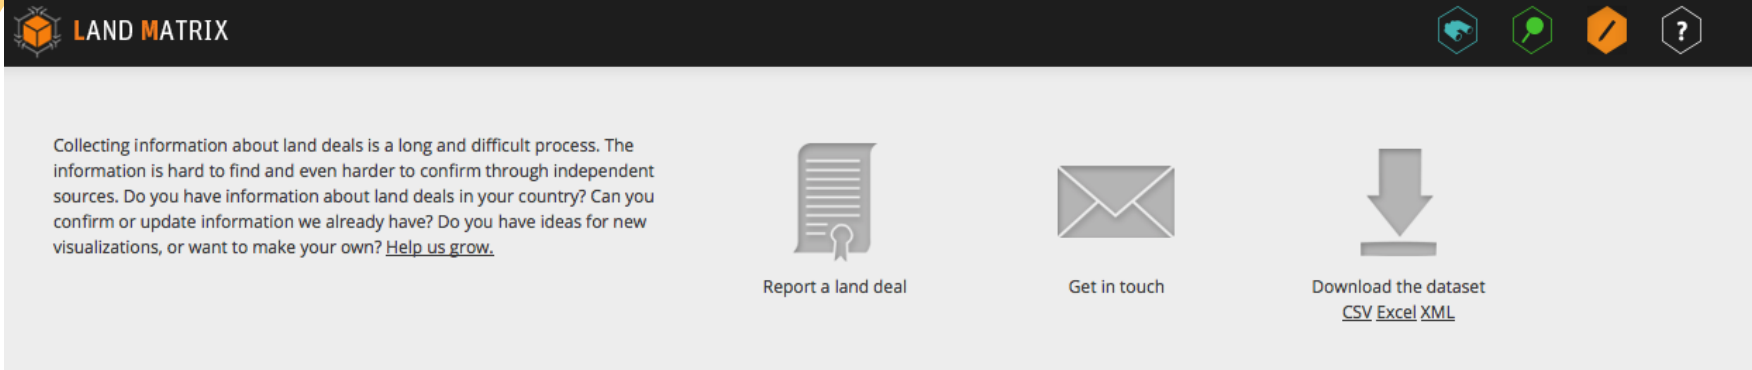 LAND MATRIX
?
Collecting information about land deals is a long and difficult process. The
information is hard to find and even harder to confirm through independent
sources. Do you have information about land deals in your country? Can you
confirm or update information we already have? Do you have ideas for new
visualizations, or want to make your own? Help us grow.
Report a land deal
Get in touch
Download the dataset
CSV Excel XML